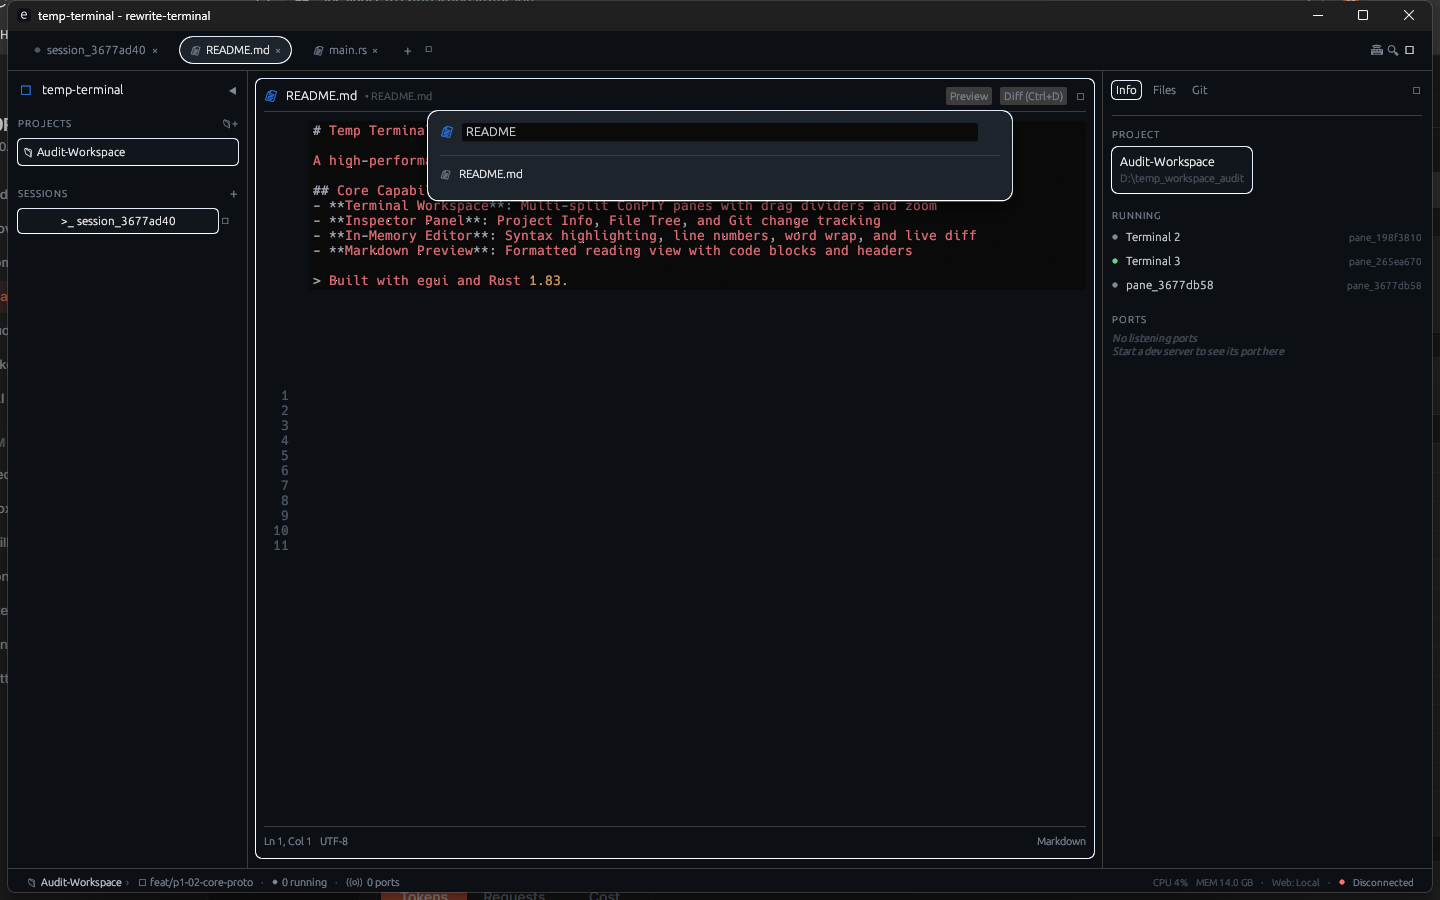 temp-terminal - rewrite-terminal
session_3677ad40 ×
README.md ×
main.rs ×
+
temp-terminal
PROJECTS
Audit-Workspace
SESSIONS +
>_ session_3677ad40
README.md • README.md
Preview
Diff (Ctrl+D)
README
README.md
# Temp Termina
A high-perform
## Core Capabi
- **Terminal Workspace**: Multi-split ConPTY panes with drag dividers and zoom
- **Inspector Panel**: Project Info, File Tree, and Git change tracking
- **In-Memory Editor**: Syntax highlighting, line numbers, word wrap, and live diff
- **Markdown Preview**: Formatted reading view with code blocks and headers
> Built with egui and Rust 1.83.
1
2
3
4
5
6
7
8
9
10
11
Ln 1, Col 1 UTF-8
Markdown
Info Files Git
PROJECT
Audit-Workspace
D:\temp_workspace_audit
RUNNING
Terminal 2 pane_198f3810
Terminal 3 pane_265ea670
pane_3677db58 pane_3677db58
PORTS
No listening ports
Start a dev server to see its port here
Audit-Workspace › feat/p1-02-core-proto · • 0 running · ((o)) 0 ports
CPU 4% MEM 14.0 GB · Web: Local · • Disconnected
Tokens Requests Cost